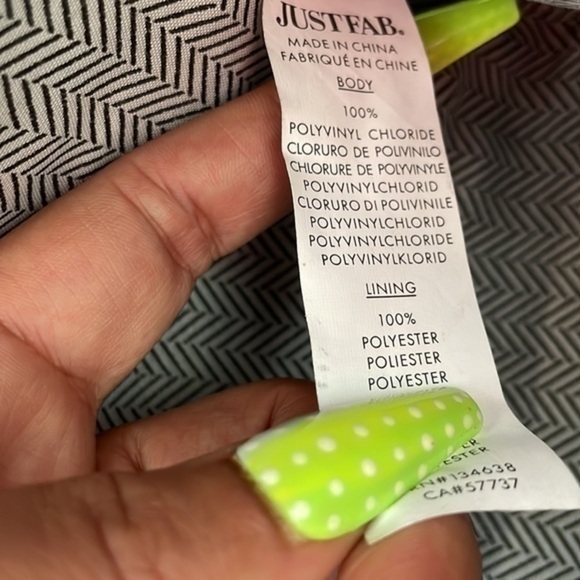 JUSTFAB®
MADE IN CHINA
FABRIQUÉ EN CHINE
BODY
100%
POLYVINYL CHLORIDE
CLORURO DE POLIVINILO
CHLORURE DE POLYVINYLE
POLYVINYLCHLORID
CLORURO DI POLIVINILE
POLYVINYLCHLORID
POLYVINYLCHLORIDE
POLYVINYLKLORID
LINING
100%
POLYESTER
POLIESTER
POLYESTER
N#134638
CA#57737